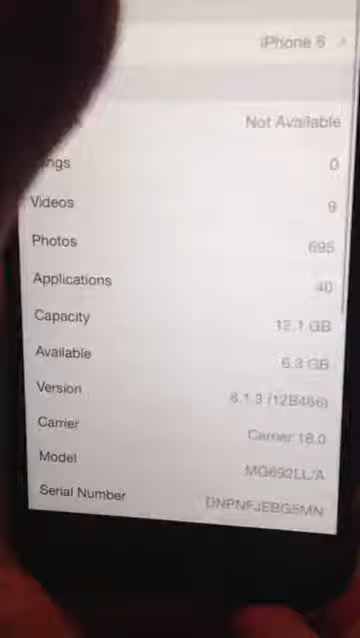 iPhone 6 >
Not Available
ngs 0
Videos 9
Photos 695
Applications 40
Capacity 12.1 GB
Available 6.3 GB
Version 8.1.3 (12B466)
Carrier Carrier 18.0
Model MG692LL/A
Serial Number